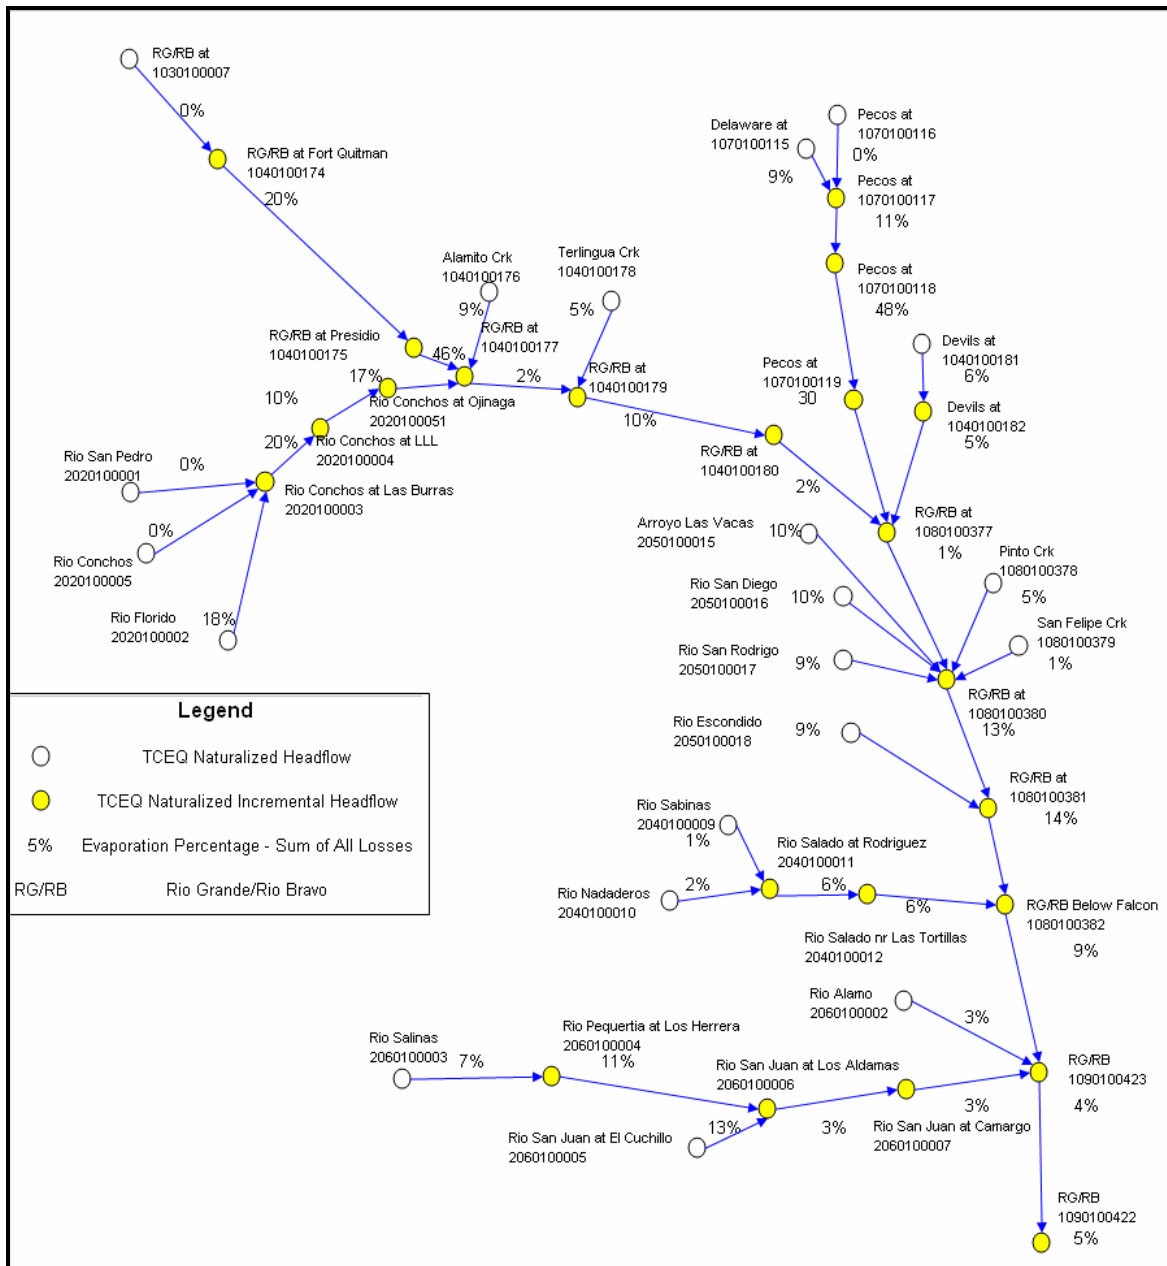 RG/RB at
1030100007
0%
RG/RB at Fort Quitman
1040100174
20%
Delaware at
1070100115
9%
Pecos at
1070100116
0%
Pecos at
1070100117
11%
Pecos at
1070100118
48%
Alamito Crk
1040100176
9%
Terlingua Crk
1040100178
5%
RG/RB at Presidio
1040100175
46%
RG/RB at
1040100177
2%
RG/RB at
1040100179
10%
Pecos at
1070100119
30
Devils at
1040100181
6%
Devils at
1040100182
5%
17%
Rio Conchos at Ojinaga
2020100051
10%
Rio Conchos at LLL
2020100004
20%
Rio Conchos at Las Burras
2020100003
Rio San Pedro
2020100001
0%
Rio Conchos
2020100005
0%
Rio Florido
2020100002
18%
RG/RB at
1040100180
2%
RG/RB at
1080100377
1%
Arroyo Las Vacas
2050100015
10%
Pinto Crk
1080100378
5%
Rio San Diego
2050100016
10%
San Felipe Crk
1080100379
1%
Rio San Rodrigo
2050100017
9%
RG/RB at
1080100380
13%
Rio Escondido
2050100018
9%
RG/RB at
1080100381
14%
Legend
TCEQ Naturalized Headflow
TCEQ Naturalized Incremental Headflow
5% Evaporation Percentage - Sum of All Losses
RG/RB Rio Grande/Rio Bravo
Rio Sabinas
2040100009
1%
Rio Nadaderos
2040100010
2%
Rio Salado at Rodriguez
2040100011
6%
6%
Rio Salado nr Las Tortillas
2040100012
RG/RB Below Falcon
1080100382
9%
Rio Alamo
2060100002
3%
Rio Salinas
2060100003
7%
Rio Pequertia at Los Herrera
2060100004
11%
Rio San Juan at Los Aldamas
2060100006
3%
Rio San Juan at El Cuchillo
2060100005
13%
3%
Rio San Juan at Camargo
2060100007
RG/RB
1090100423
4%
RG/RB
1090100422
5%